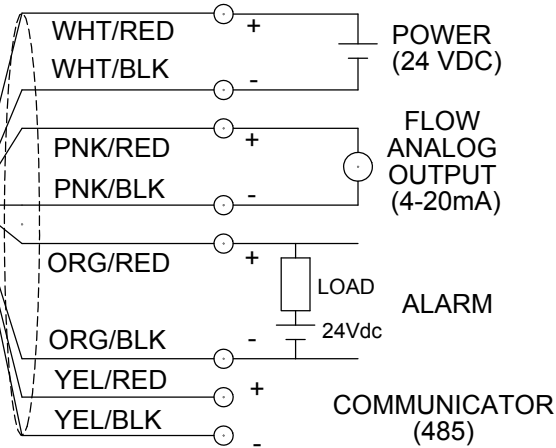 WHT/RED
+
WHT/BLK
-
POWER
(24 VDC)
PNK/RED
+
PNK/BLK
-
FLOW
ANALOG
OUTPUT
(4-20mA)
ORG/RED
+
LOAD
24Vdc
ORG/BLK
-
ALARM
YEL/RED
+
YEL/BLK
-
COMMUNICATOR
(485)